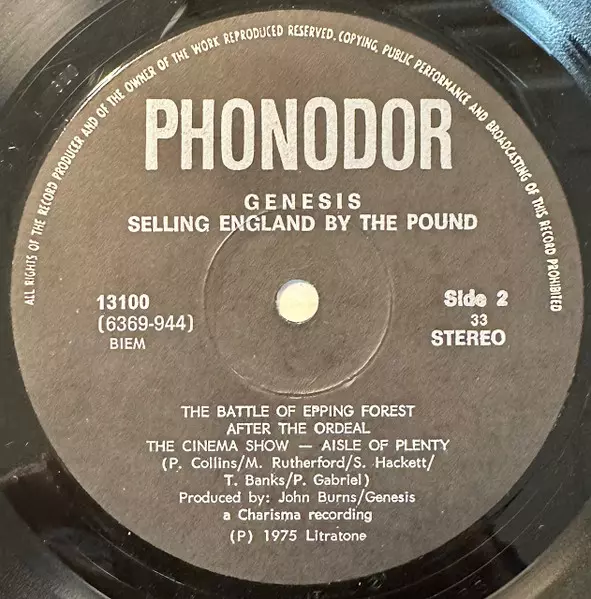 ALL RIGHTS OF THE RECORD PRODUCER AND OF THE OWNER OF THE WORK REPRODUCED RESERVED. COPYING, PUBLIC PERFORMANCE AND BROADCASTING OF THIS RECORD PROHIBITED
PHONODOR
GENESIS
SELLING ENGLAND BY THE POUND
13100
(6369-944)
BIEM
Side 2
33
STEREO
THE BATTLE OF EPPING FOREST
AFTER THE ORDEAL
THE CINEMA SHOW — AISLE OF PLENTY
(P. Collins/M. Rutherford/S. Hackett/
T. Banks/P. Gabriel)
Produced by: John Burns/Genesis
a Charisma recording
(P) 1975 Litratone